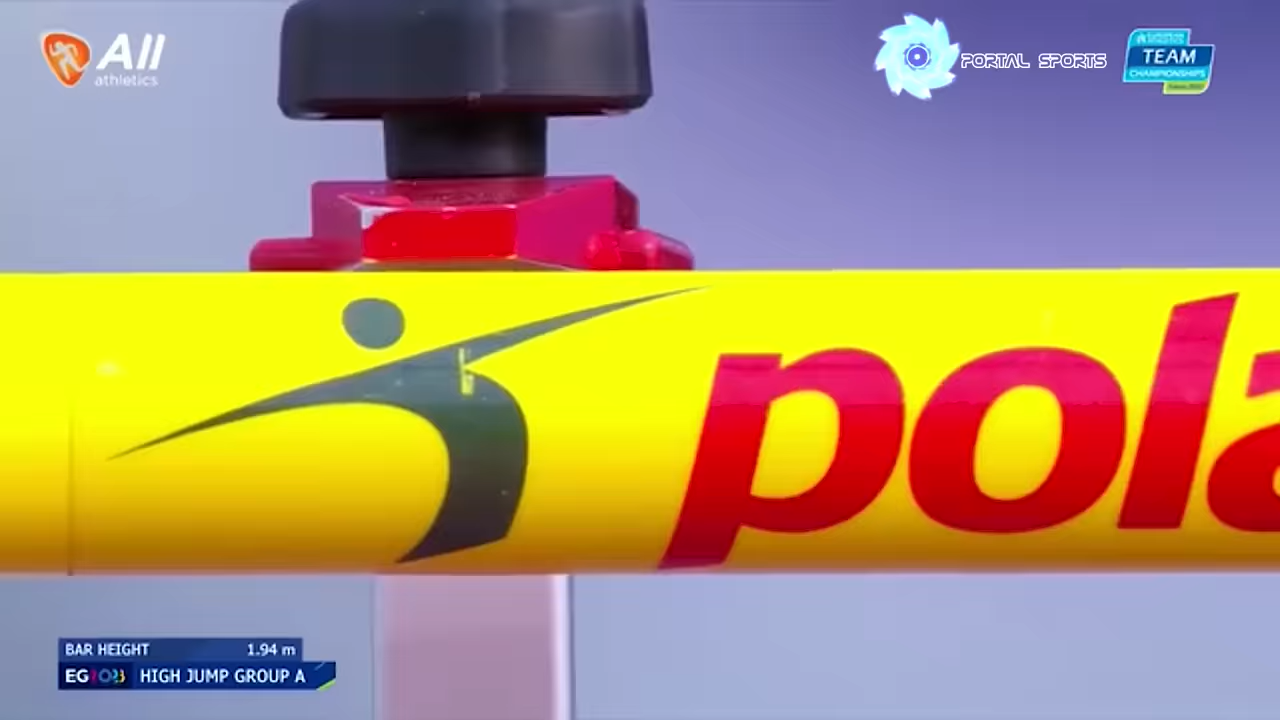 All
athletics
PORTAL SPORTS
TEAM
CHAMPIONSHIPS
pola
BAR HEIGHT 1.94 m
EG2023 HIGH JUMP GROUP A